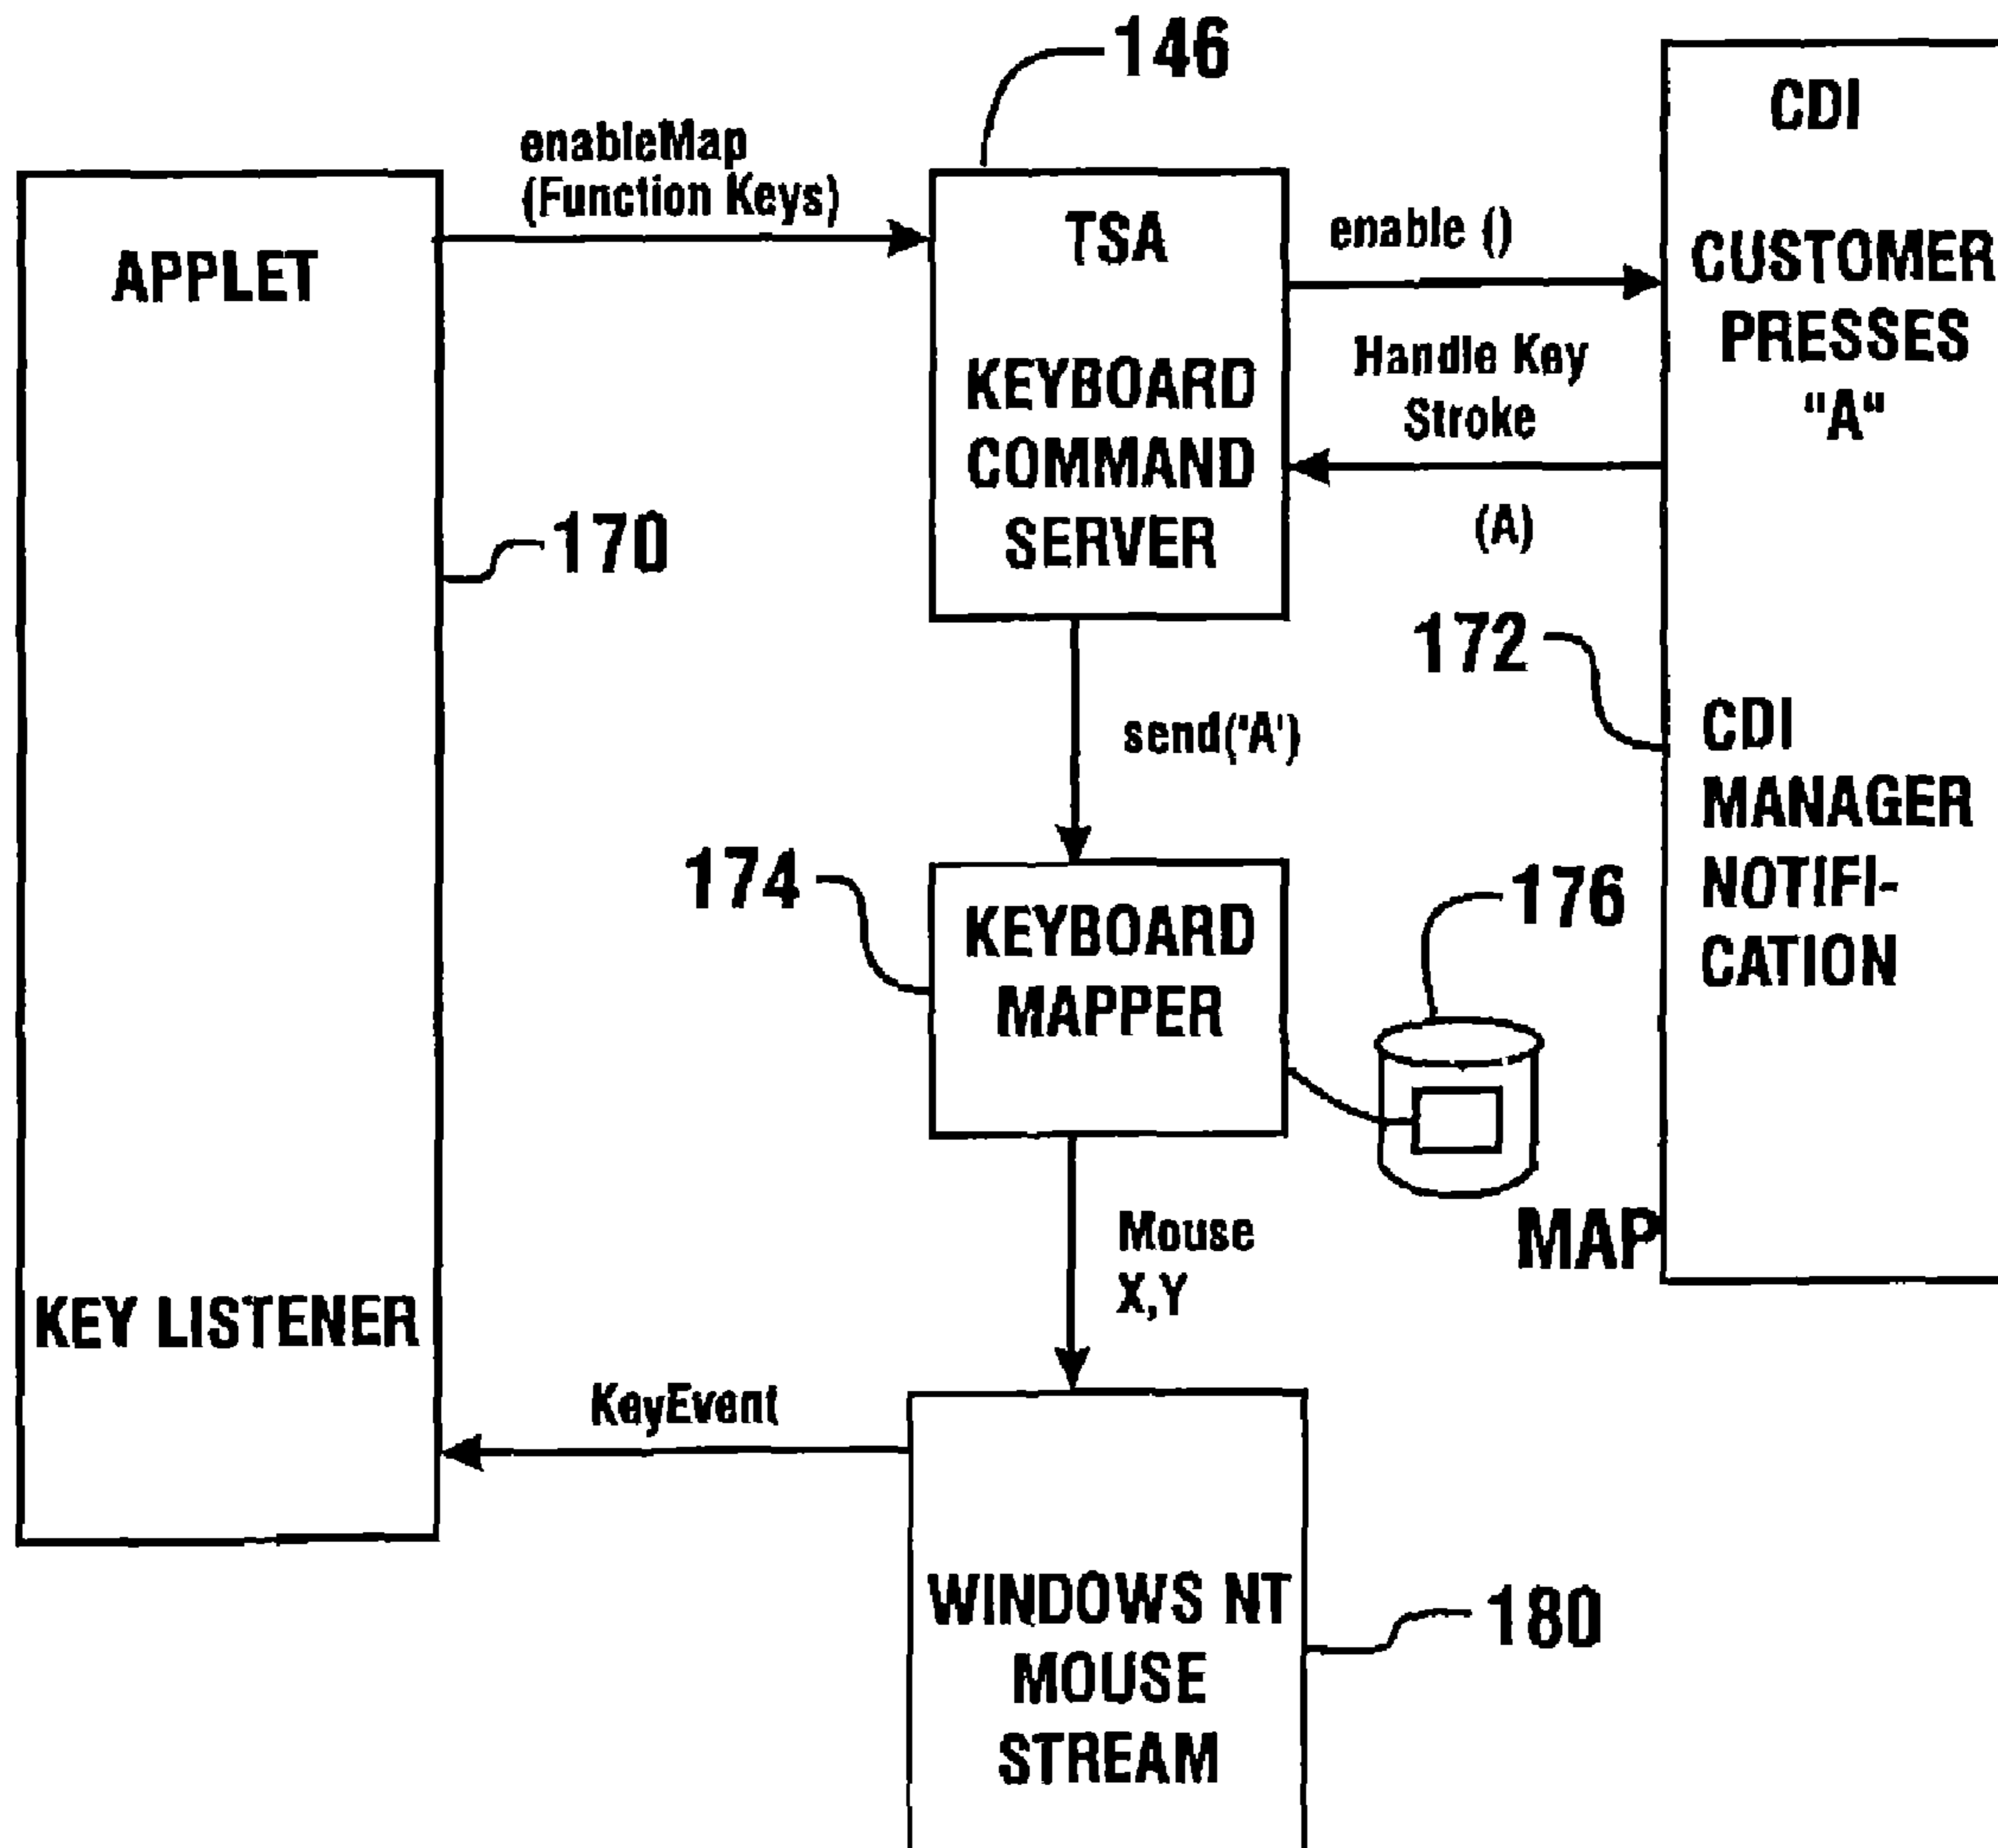 146
CDI
enableMap
(Function Keys)
APPLET
TSA
enable ()
CUSTOMER
PRESSES
"A"
KEYBOARD
COMMAND
SERVER
Handle Key
Stroke
(A)
170
172
send('A')
CDI
MANAGER
NOTIFI-
CATION
174
KEYBOARD
MAPPER
176
MAP
Mouse
X,Y
KEY LISTENER
KeyEvent
WINDOWS NT
MOUSE
STREAM
180